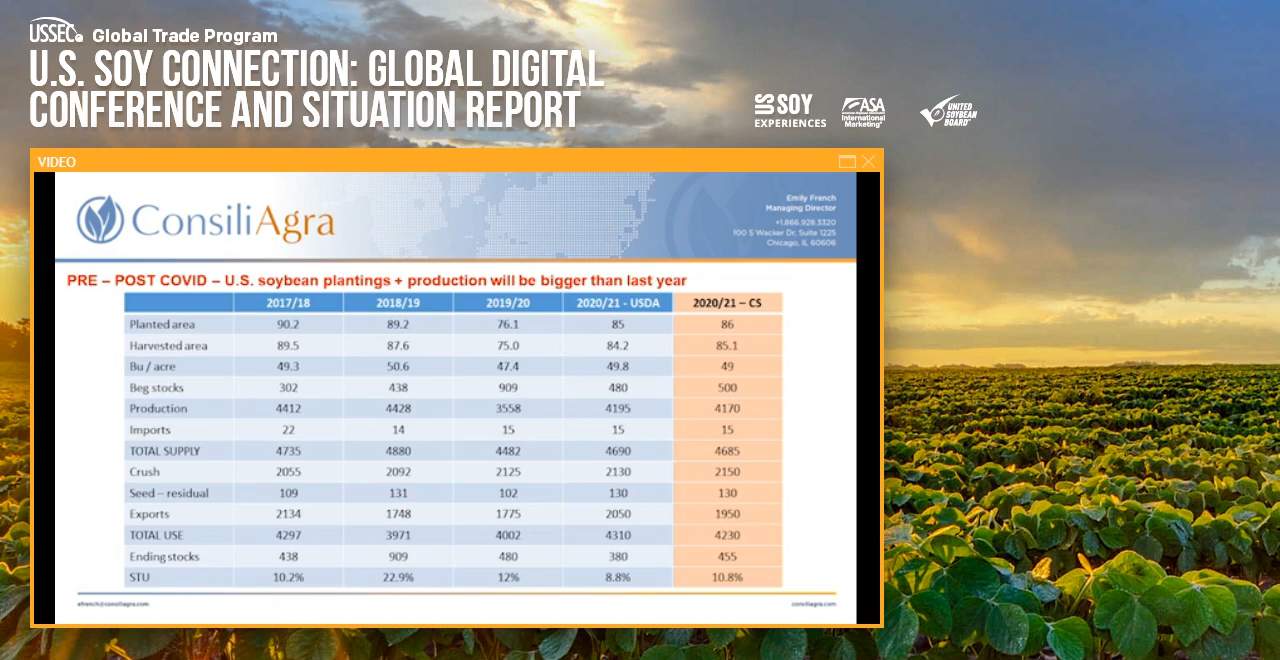 USSEC Global Trade Program
U.S. SOY CONNECTION: GLOBAL DIGITAL
CONFERENCE AND SITUATION REPORT
US SOY
EXPERIENCES
ASA
International
Marketing
UNITED
SOYBEAN
BOARD
VIDEO
ConsiliAgra
Emily French
Managing Director
+1.866.928.3320
100 S Wacker Dr, Suite 1225
Chicago, IL 60606
PRE – POST COVID – U.S. soybean plantings + production will be bigger than last year
2017/18 2018/19 2019/20 2020/21 - USDA 2020/21 – CS
Planted area 90.2 89.2 76.1 85 86
Harvested area 89.5 87.6 75.0 84.2 85.1
Bu / acre 49.3 50.6 47.4 49.8 49
Beg stocks 302 438 909 480 500
Production 4412 4428 3558 4195 4170
Imports 22 14 15 15 15
TOTAL SUPPLY 4735 4880 4482 4690 4685
Crush 2055 2092 2125 2130 2150
Seed – residual 109 131 102 130 130
Exports 2134 1748 1775 2050 1950
TOTAL USE 4297 3971 4002 4310 4230
Ending stocks 438 909 480 380 455
STU 10.2% 22.9% 12% 8.8% 10.8%
efrench@consiliagra.com
consiliagra.com